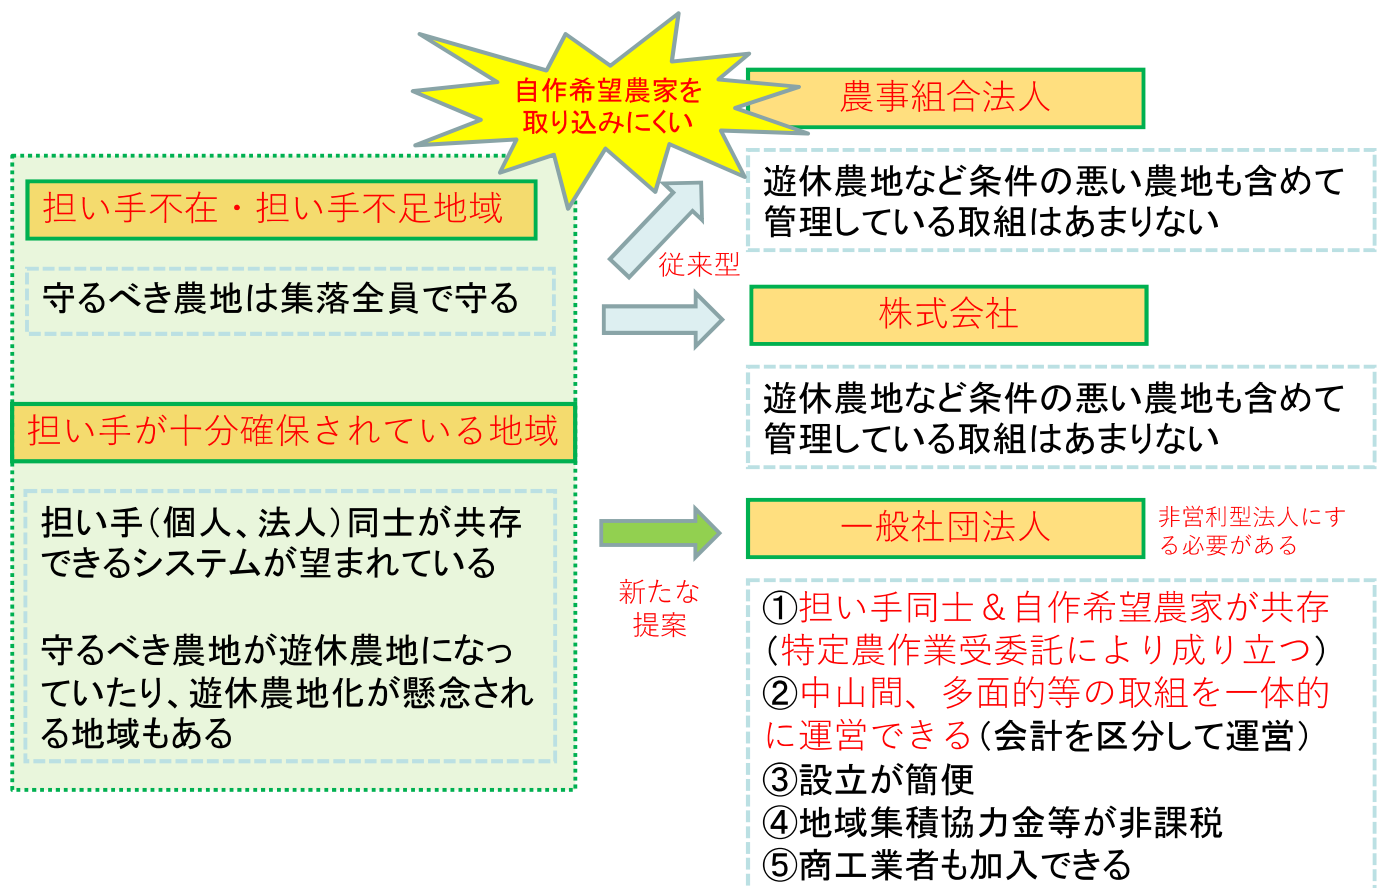 自作希望農家を
取り込みにくい
担い手不在・担い手不足地域
守るべき農地は集落全員で守る
担い手が十分確保されている地域
担い手（個人、法人）同士が共存
できるシステムが望まれている
守るべき農地が遊休農地になっ
ていたり、遊休農地化が懸念され
る地域もある
従来型
新たな
提案
農事組合法人
遊休農地など条件の悪い農地も含めて
管理している取組はあまりない
株式会社
遊休農地など条件の悪い農地も含めて
管理している取組はあまりない
一般社団法人
非営利型法人にす
る必要がある
①担い手同士＆自作希望農家が共存
（特定農作業受委託により成り立つ）
②中山間、多面的等の取組を一体的
に運営できる（会計を区分して運営）
③設立が簡便
④地域集積協力金等が非課税
⑤商工業者も加入できる